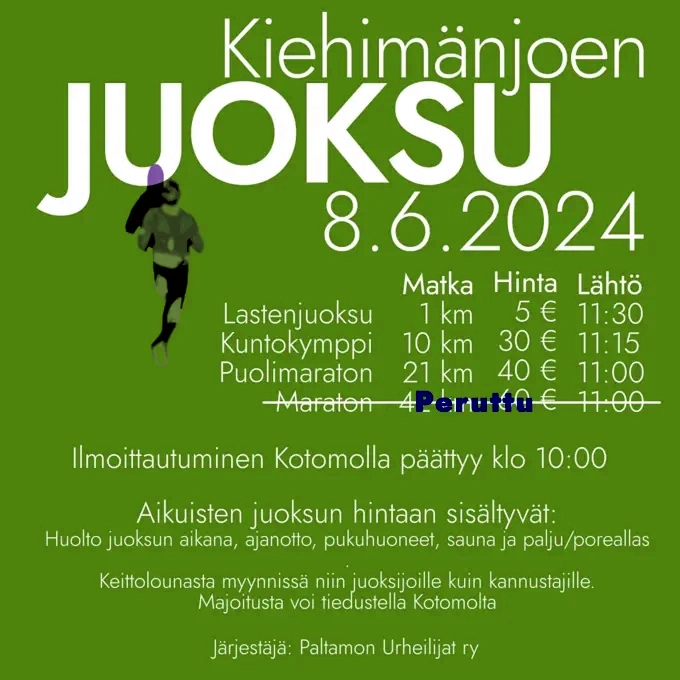 Kiehimänjoen
JUOKSU
8.6.2024
Matka Hinta Lähtö
Lastenjuoksu 1 km 5 € 11:30
Kuntokymppi 10 km 30 € 11:15
Puolimaraton 21 km 40 € 11:00
Maraton Peruttu € 11:00
Ilmoittautuminen Kotomolla päättyy klo 10:00
Aikuisten juoksun hintaan sisältyvät:
Huolto juoksun aikana, ajanotto, pukuhuoneet, sauna ja palju/poreallas
.
Keittolounasta myynnissä niin juoksijoille kuin kannustajille.
Majoitusta voi tiedustella Kotomolta
Järjestäjä: Paltamon Urheilijat ry